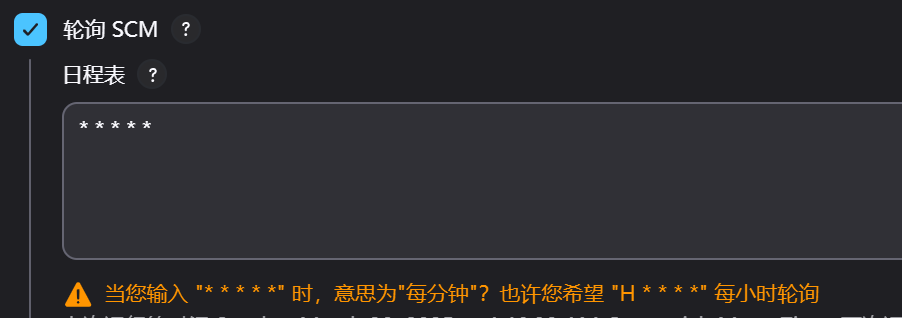 轮询 SCM ?
日程表 ?
* * * * *
当您输入 "* * * * *" 时，意思为"每分钟"？也许您希望 "H * * * *" 每小时轮询